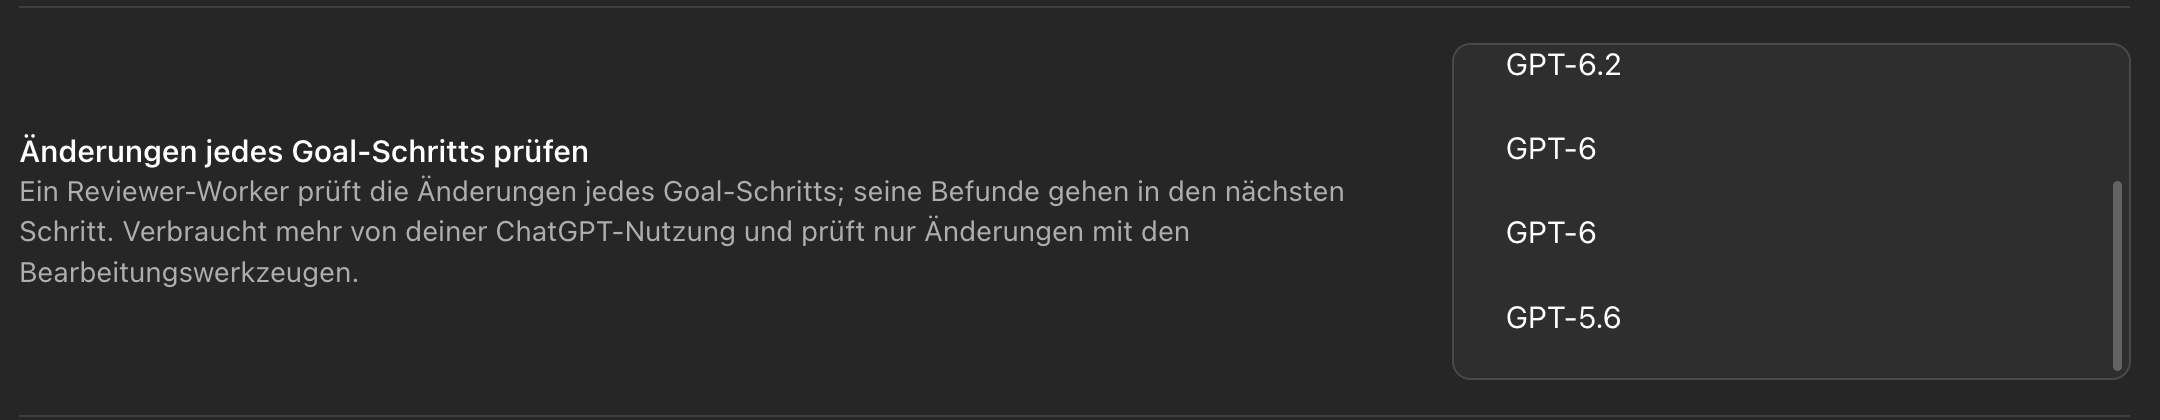 Änderungen jedes Goal-Schritts prüfen
Ein Reviewer-Worker prüft die Änderungen jedes Goal-Schritts; seine Befunde gehen in den nächsten
Schritt. Verbraucht mehr von deiner ChatGPT-Nutzung und prüft nur Änderungen mit den
Bearbeitungswerkzeugen.
GPT-6.2
GPT-6
GPT-6
GPT-5.6